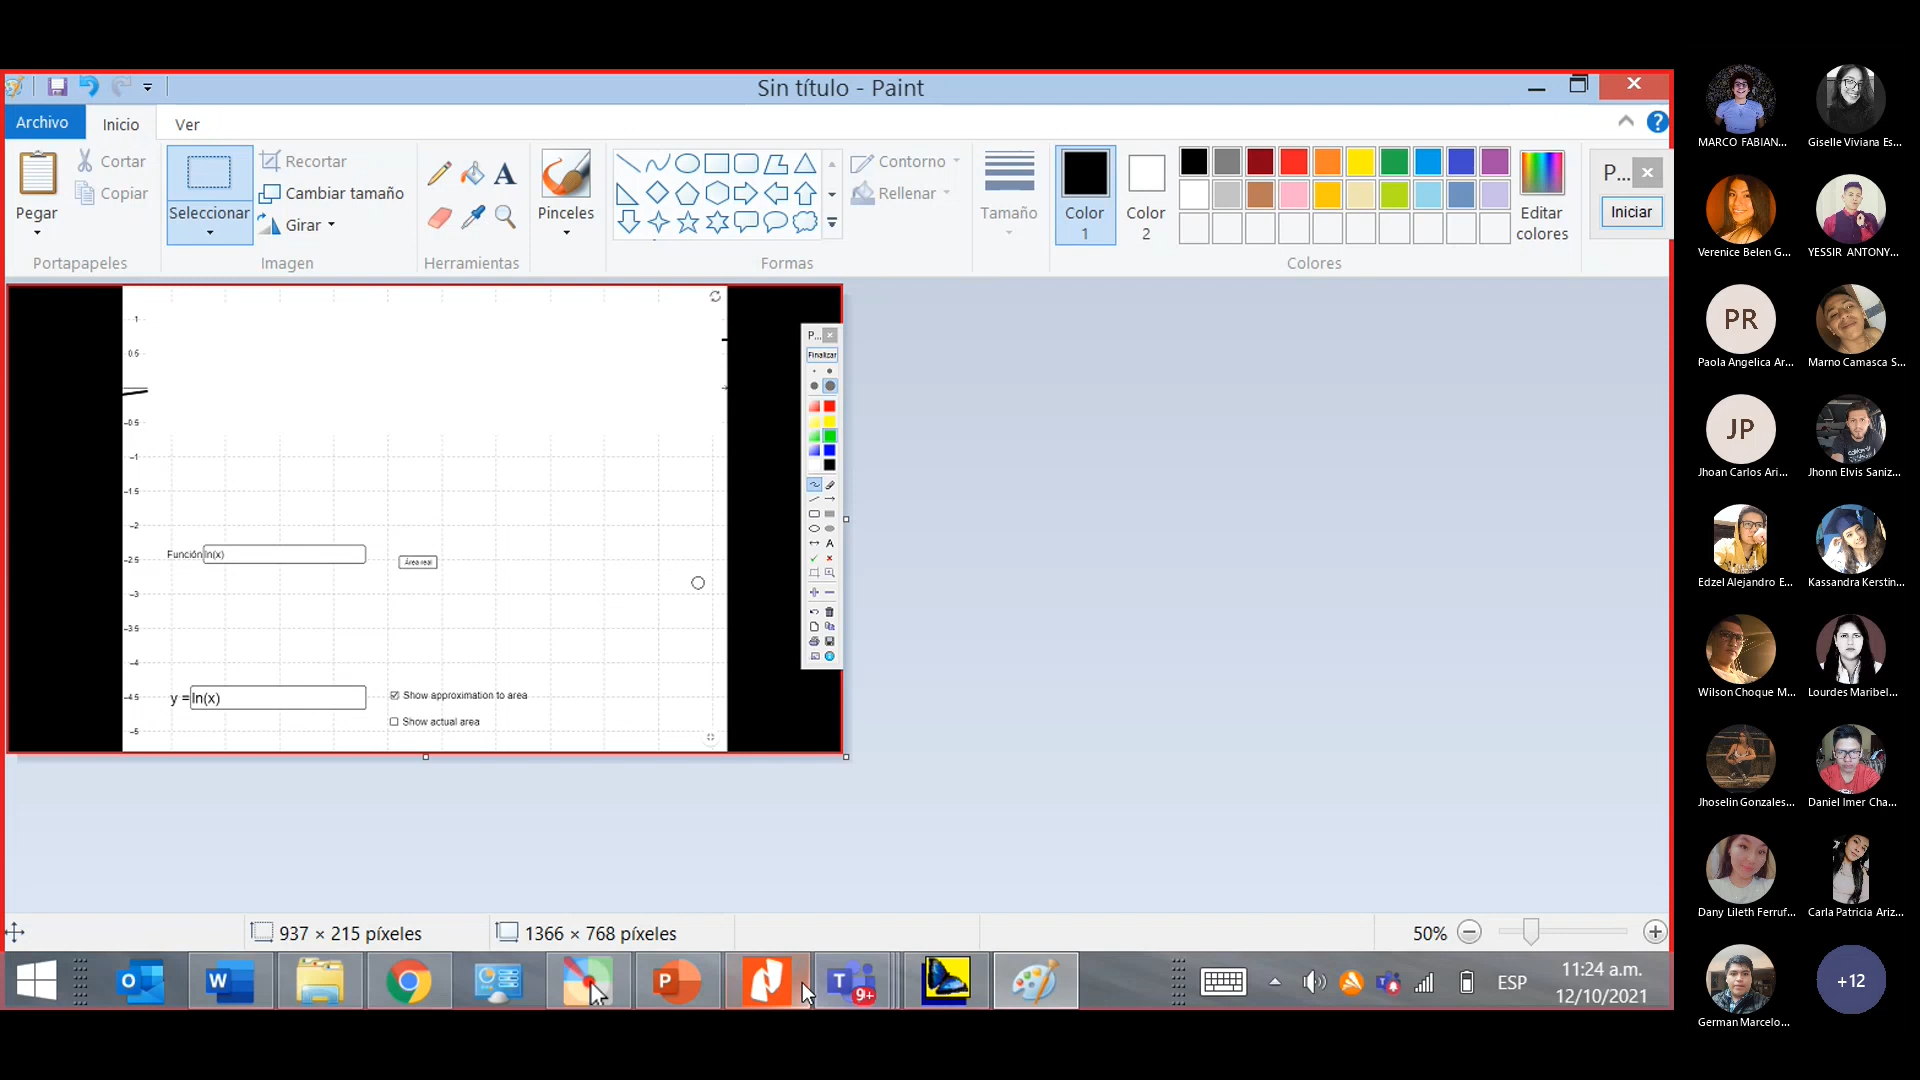 Sin título - Paint
Archivo
Inicio
Ver
Pegar
Cortar
Copiar
Portapapeles
Seleccionar
Recortar
Cambiar tamaño
Girar
Imagen
Herramientas
Pinceles
Formas
Contorno
Rellenar
Tamaño
Color 1
Color 2
Editar colores
Colores
P...
Iniciar
1
0.5
-0.5
-1
-1.5
-2
-2.5
-3
-3.5
-4
-4.5
-5
Función ln(x)
Área real
y = ln(x)
Show approximation to area
Show actual area
P...
Finalizar
A
937 × 215 píxeles
1366 × 768 píxeles
50%
9+
ESP
11:24 a.m.
12/10/2021
MARCO FABIAN...
Giselle Viviana Es...
Verenice Belen G...
YESSIR ANTONY...
PR
Paola Angelica Ar...
Marno Camasca S...
JP
Jhoan Carlos Ari...
Jhonn Elvis Saniz...
Edzel Alejandro E...
Kassandra Kerstin...
Wilson Choque M...
Lourdes Maribel...
Jhoselin Gonzales...
Daniel Imer Cha...
Dany Lileth Ferruf...
Carla Patricia Ariz...
German Marcelo...
+12